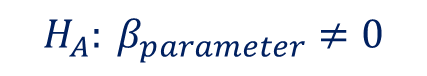 H_A: β_parameter ≠ 0